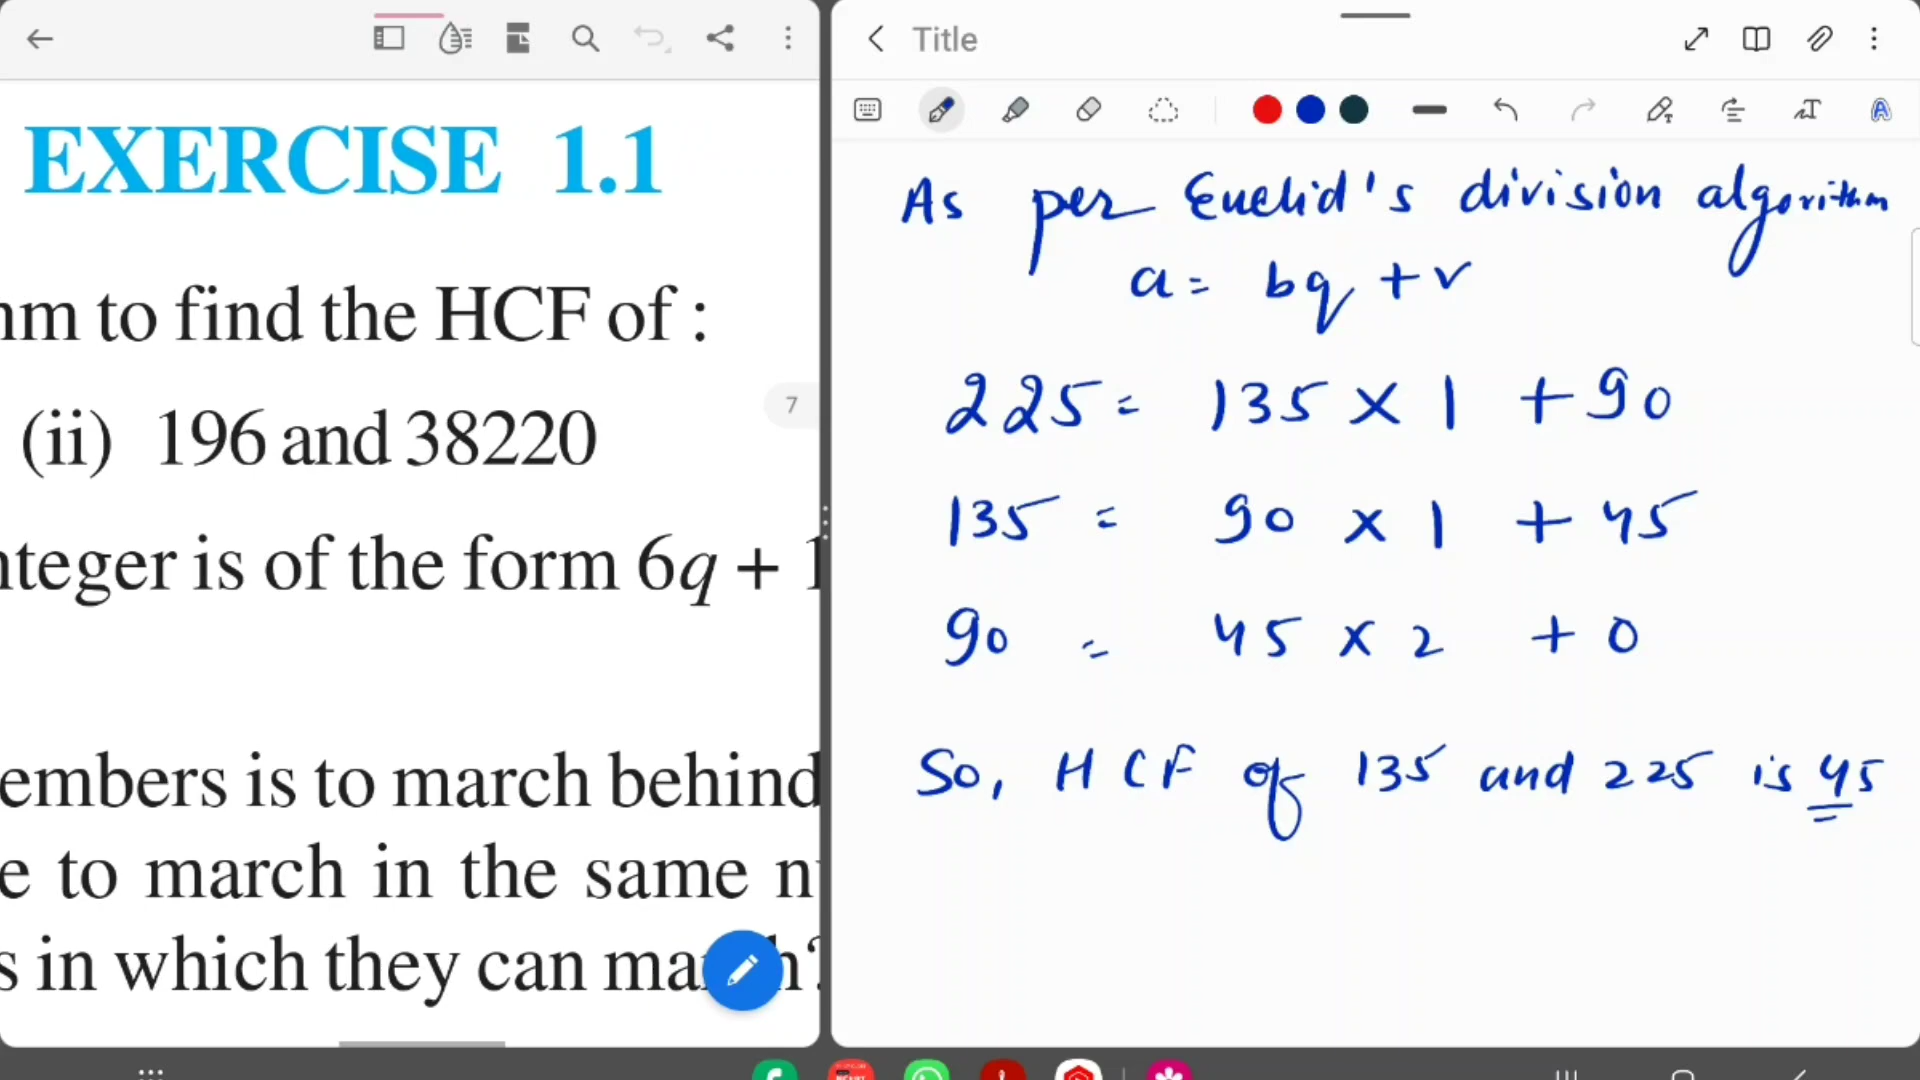 EXERCISE 1.1
to find the HCF of :
(ii) 196 and 38220
is of the form 6q + 1
is to march behind
to march in the same
in which they can
7
Title
As per Euclid's division algorithm
a = bq + r
225 = 135 × 1 + 90
135 = 90 × 1 + 45
90 = 45 × 2 + 0
So, HCF of 135 and 225 is 45